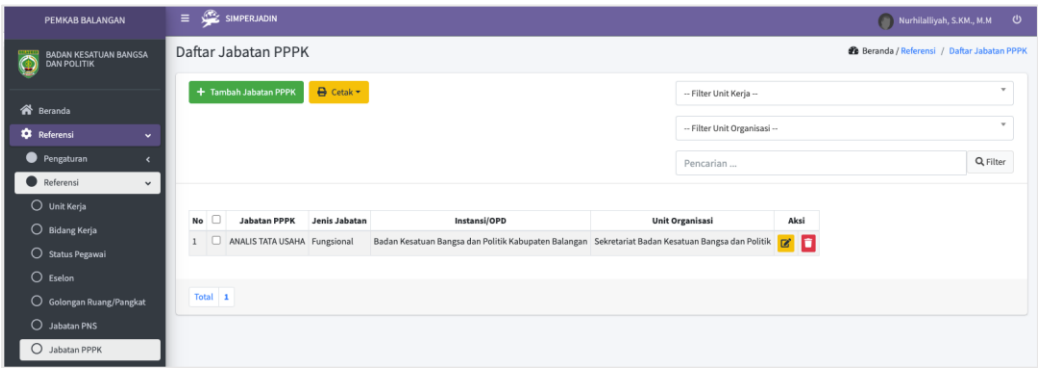 PEMKAB BALANGAN
SIMPERJADIN
Nurhilalliyah, S.KM., M.M
BADAN KESATUAN BANGSA
DAN POLITIK
Daftar Jabatan PPPK
Beranda / Referensi / Daftar Jabatan PPPK
Tambah Jabatan PPPK
Cetak
-- Filter Unit Kerja --
-- Filter Unit Organisasi --
Pencarian ...
Filter
Beranda
Referensi
Pengaturan
Referensi
Unit Kerja
Bidang Kerja
Status Pegawai
Eselon
Golongan Ruang/Pangkat
Jabatan PNS
Jabatan PPPK
No Jabatan PPPK Jenis Jabatan Instansi/OPD Unit Organisasi Aksi
1 ANALIS TATA USAHA Fungsional Badan Kesatuan Bangsa dan Politik Kabupaten Balangan Sekretariat Badan Kesatuan Bangsa dan Politik
Total 1